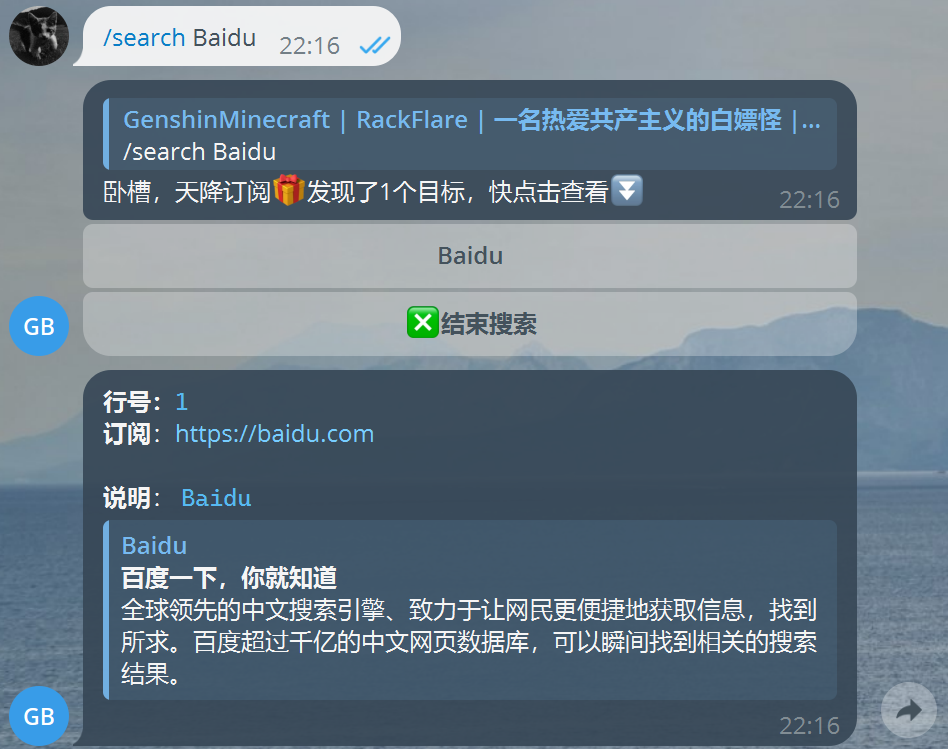 /search Baidu 22:16
GenshinMinecraft | RackFlare | 一名热爱共产主义的白嫖怪 |...
/search Baidu
卧槽，天降订阅🎁发现了1个目标，快点击查看⏬
22:16
Baidu
GB
❎结束搜索
行号：1
订阅：https://baidu.com
说明： Baidu
Baidu
百度一下，你就知道
全球领先的中文搜索引擎、致力于让网民更便捷地获取信息，找到
所求。百度超过千亿的中文网页数据库，可以瞬间找到相关的搜索
结果。
GB
22:16